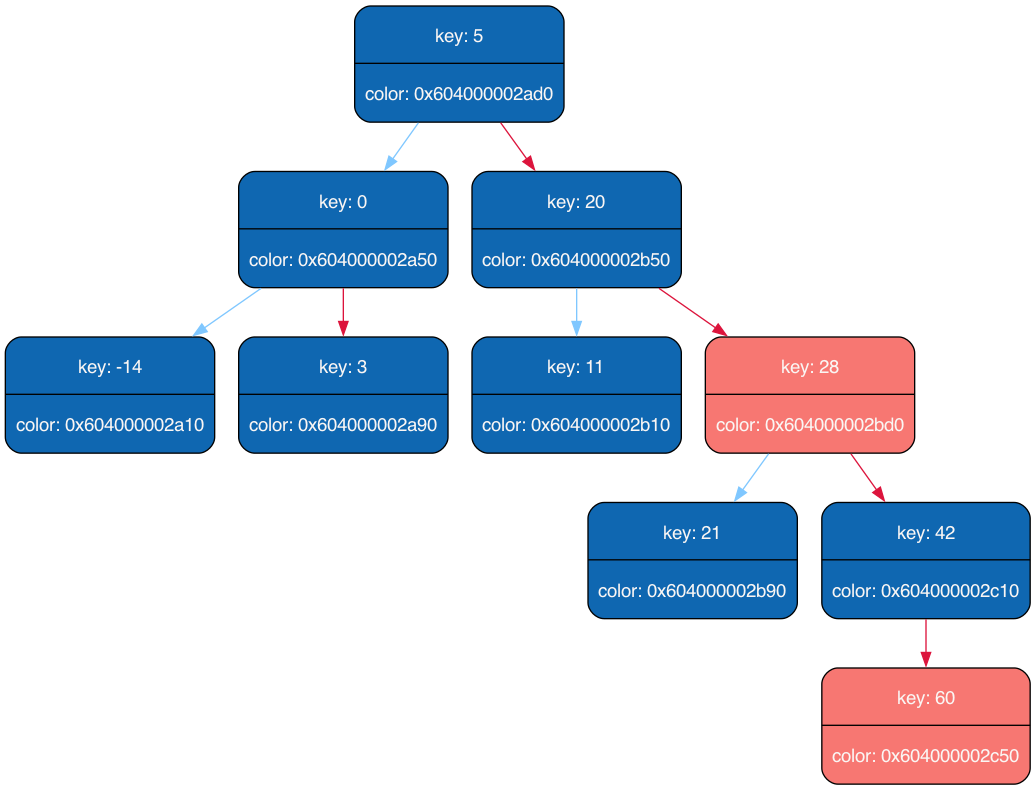 key: 5
color: 0x604000002ad0
key: 0
color: 0x604000002a50
key: 20
color: 0x604000002b50
key: -14
color: 0x604000002a10
key: 3
color: 0x604000002a90
key: 11
color: 0x604000002b10
key: 28
color: 0x604000002bd0
key: 21
color: 0x604000002b90
key: 42
color: 0x604000002c10
key: 60
color: 0x604000002c50